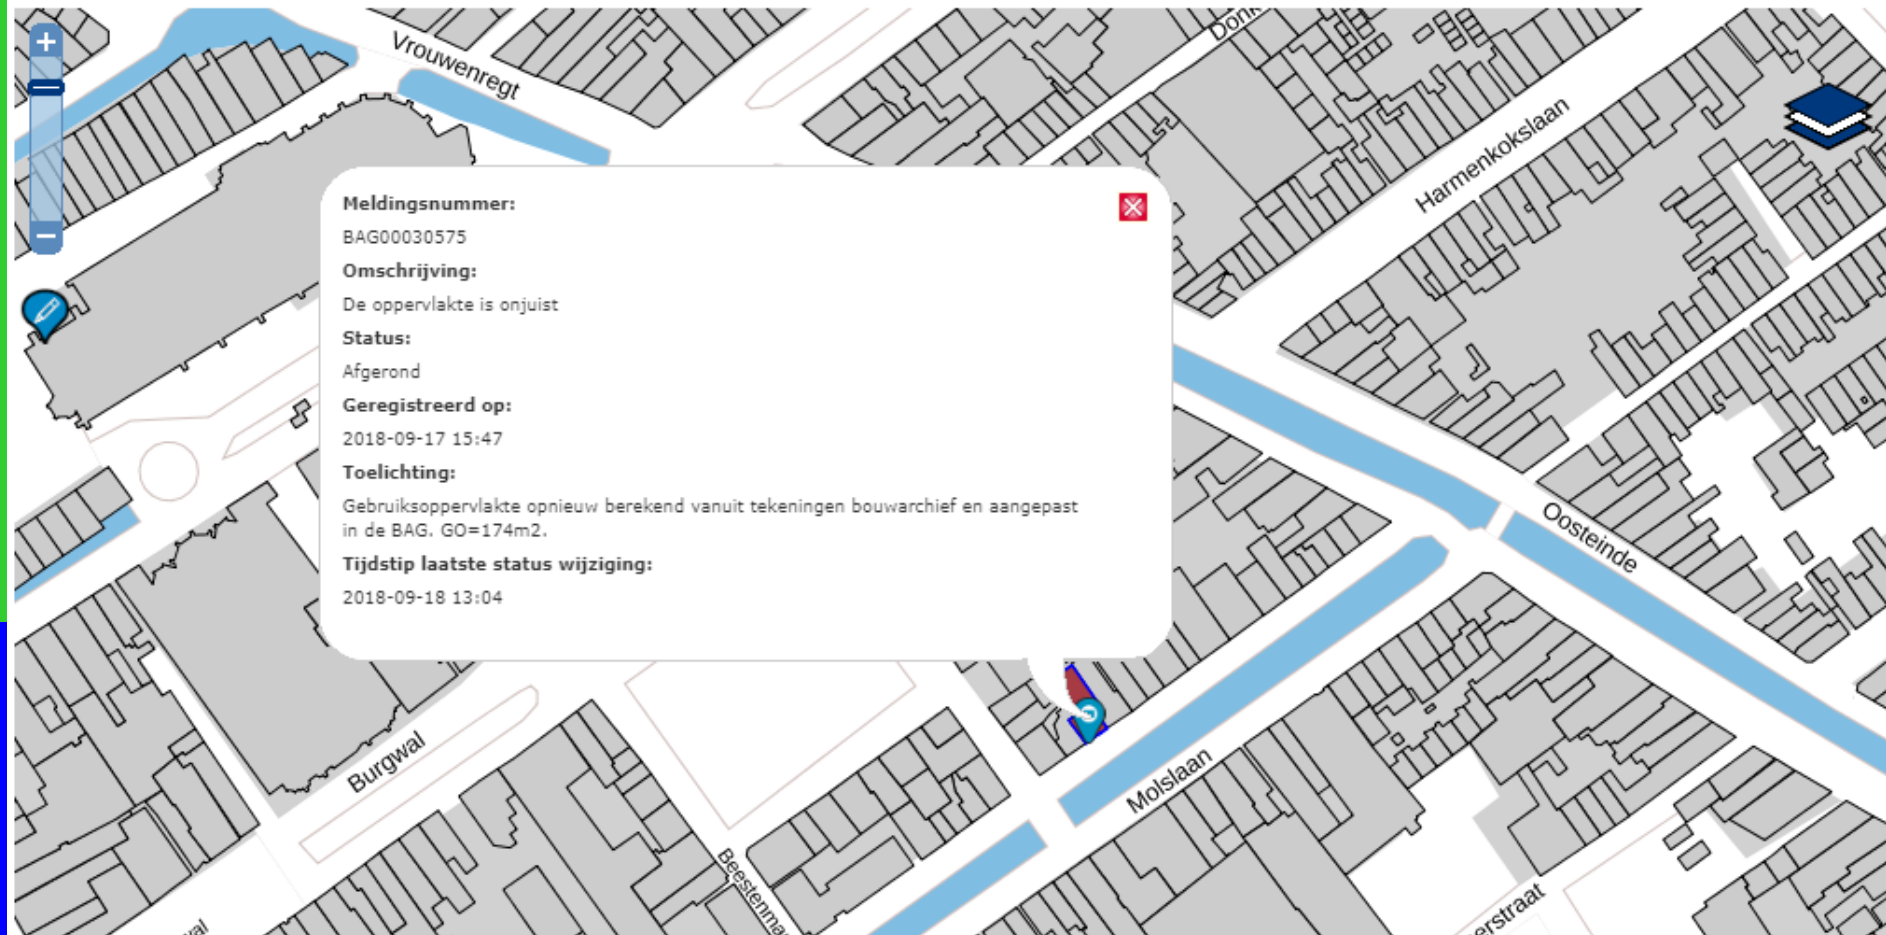 Vrouwenregt
Harmenkokslaan
Meldingsnummer:
BAG00030575
Omschrijving:
De oppervlakte is onjuist
Status:
Afgerond
Geregistreerd op:
2018-09-17 15:47
Toelichting:
Gebruiksoppervlakte opnieuw berekend vanuit tekeningen bouwarchief en aangepast
in de BAG. GO=174m2.
Tijdstip laatste status wijziging:
2018-09-18 13:04
Oosteinde
Burgwal
Molslaan